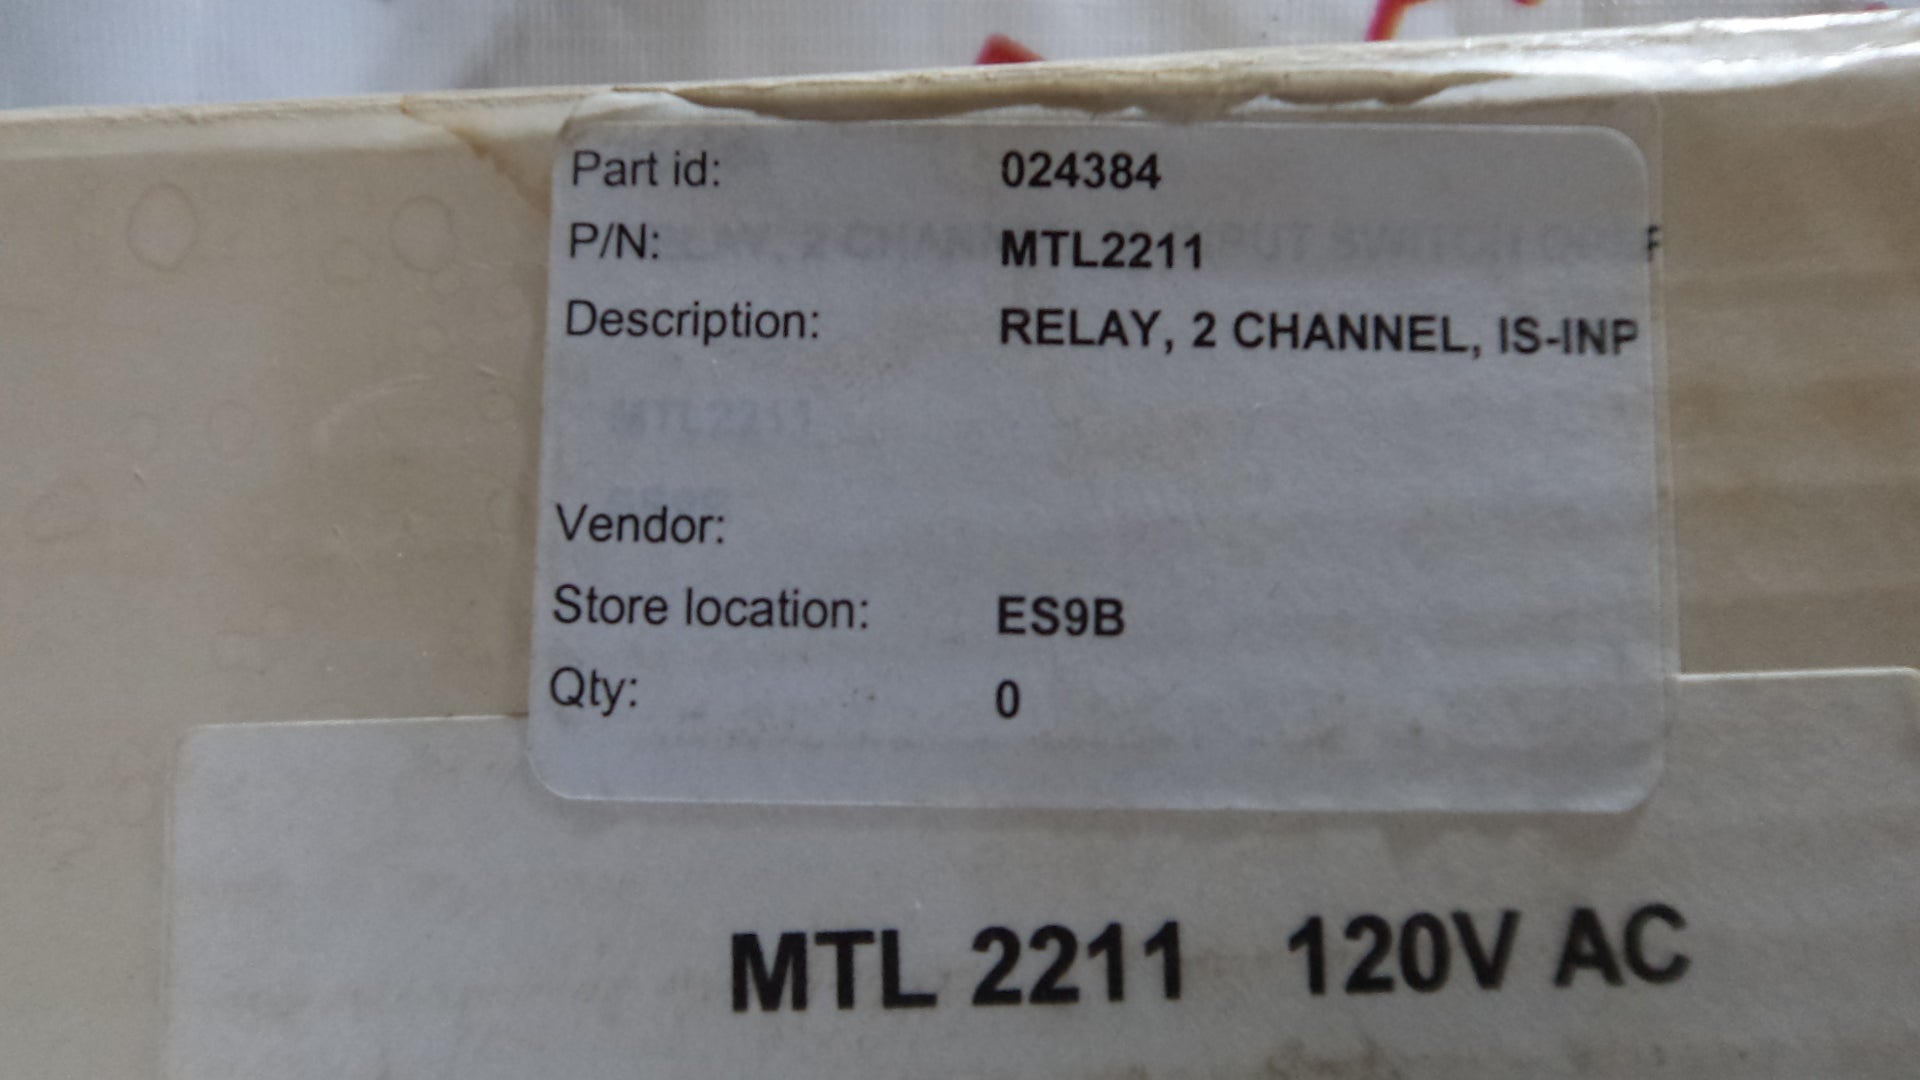 Part id: 024384
P/N: MTL2211
Description: RELAY, 2 CHANNEL, IS-INP
MTL2211
Vendor:
Store location: ES9B
Qty: 0
MTL 2211 120V AC